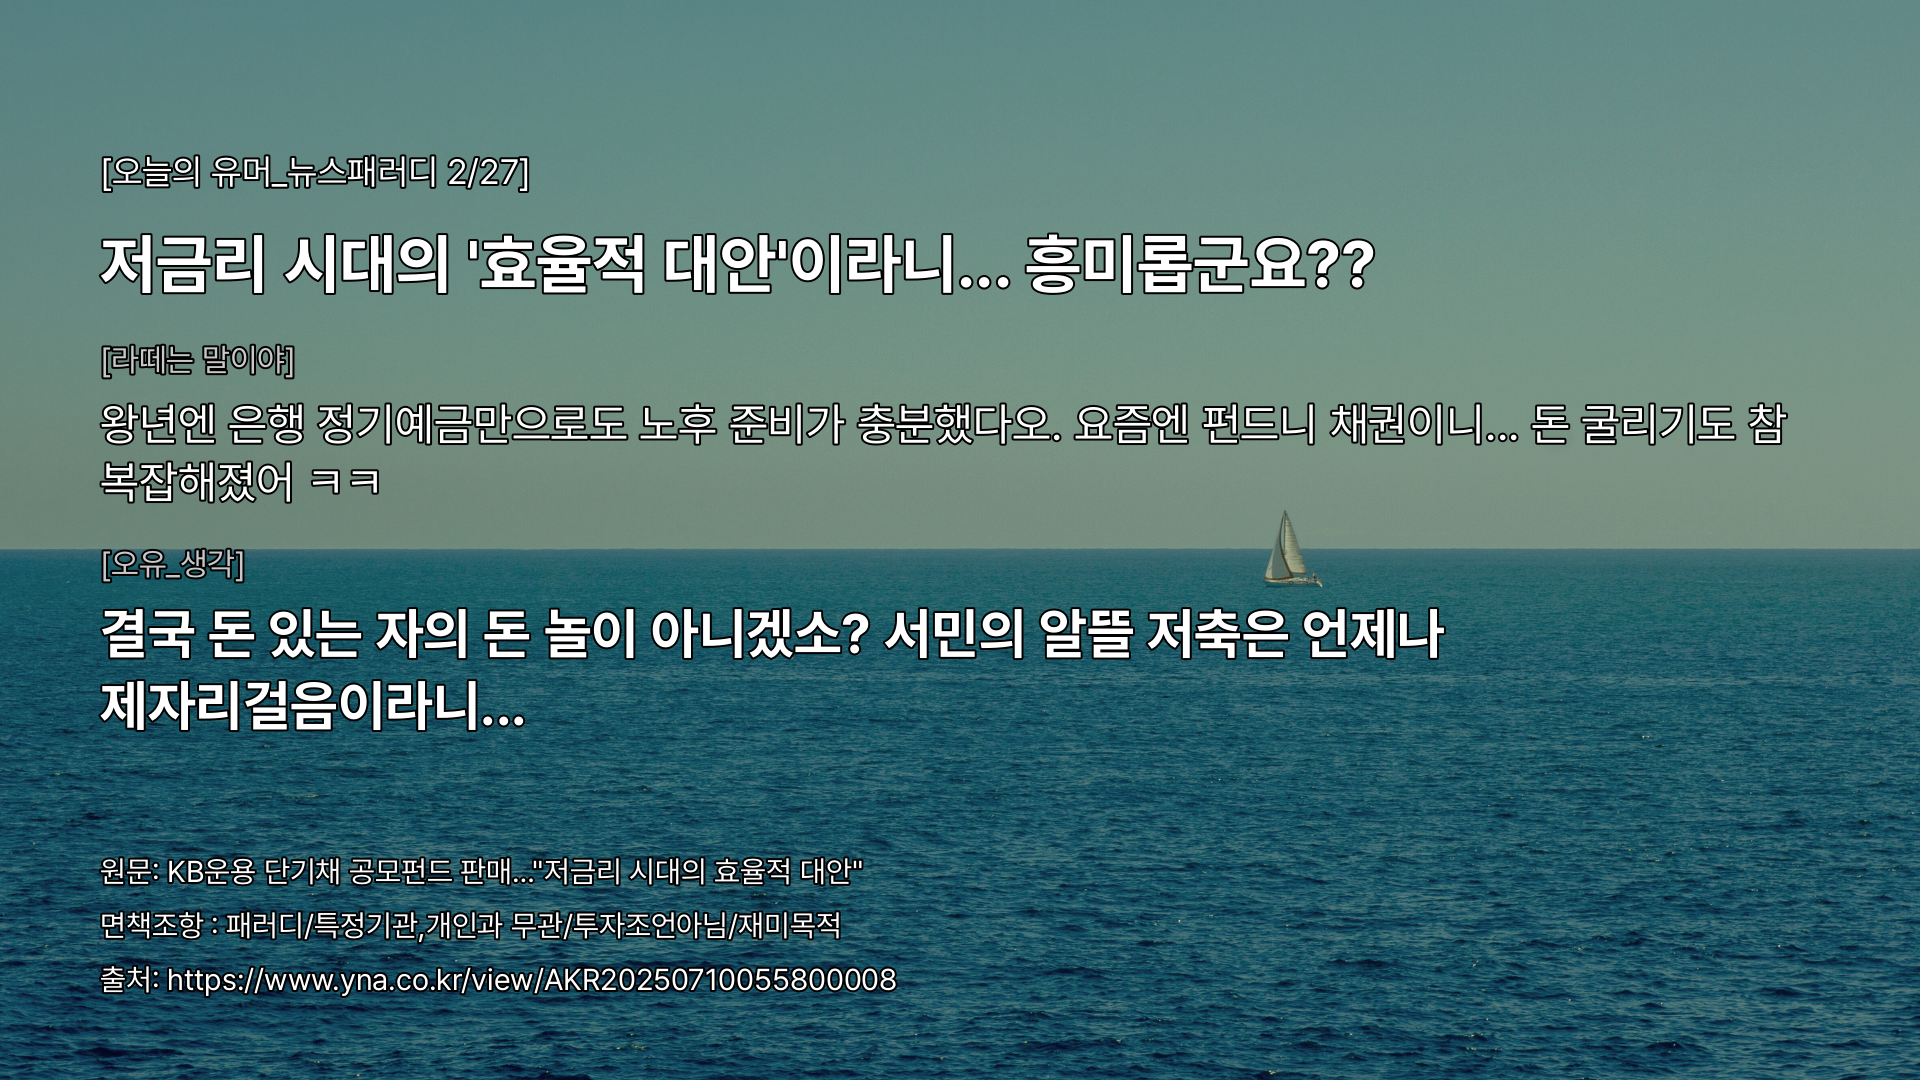 [오늘의 유머_뉴스패러디 2/27]
저금리 시대의 '효율적 대안'이라니... 흥미롭군요??
[라떼는 말이야]
왕년엔 은행 정기예금만으로도 노후 준비가 충분했다오. 요즘엔 펀드니 채권이니... 돈 굴리기도 참
복잡해졌어 ㅋㅋ
[오유_생각]
결국 돈 있는 자의 돈 놀이 아니겠소? 서민의 알뜰 저축은 언제나
제자리걸음이라니...
원문: KB운용 단기채 공모펀드 판매..."저금리 시대의 효율적 대안"
면책조항 : 패러디/특정기관,개인과 무관/투자조언아님/재미목적
출처: https://www.yna.co.kr/view/AKR20250710055800008